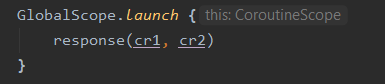 GlobalScope.launch { this: CoroutineScope
response(cr1, cr2)
}